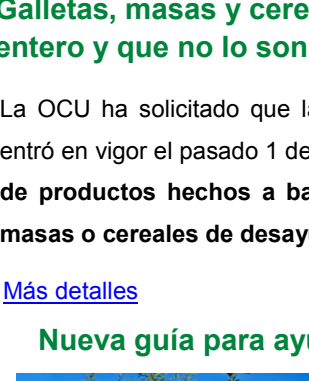 Galletas, masas y cere
entero y que no lo son
La OCU ha solicitado que la
entró en vigor el pasado 1 de
de productos hechos a ba
masas o cereales de desay
Más detalles
Nueva guía para ayu